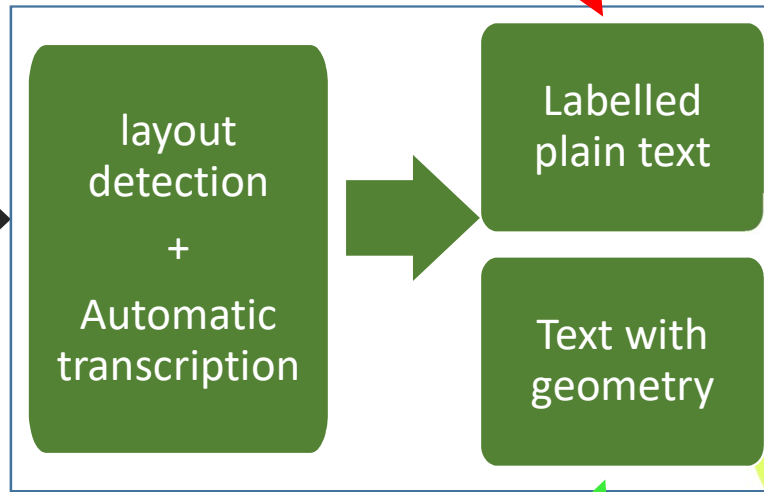 layout
detection
+
Automatic
transcription
Labelled
plain text
Text with
geometry